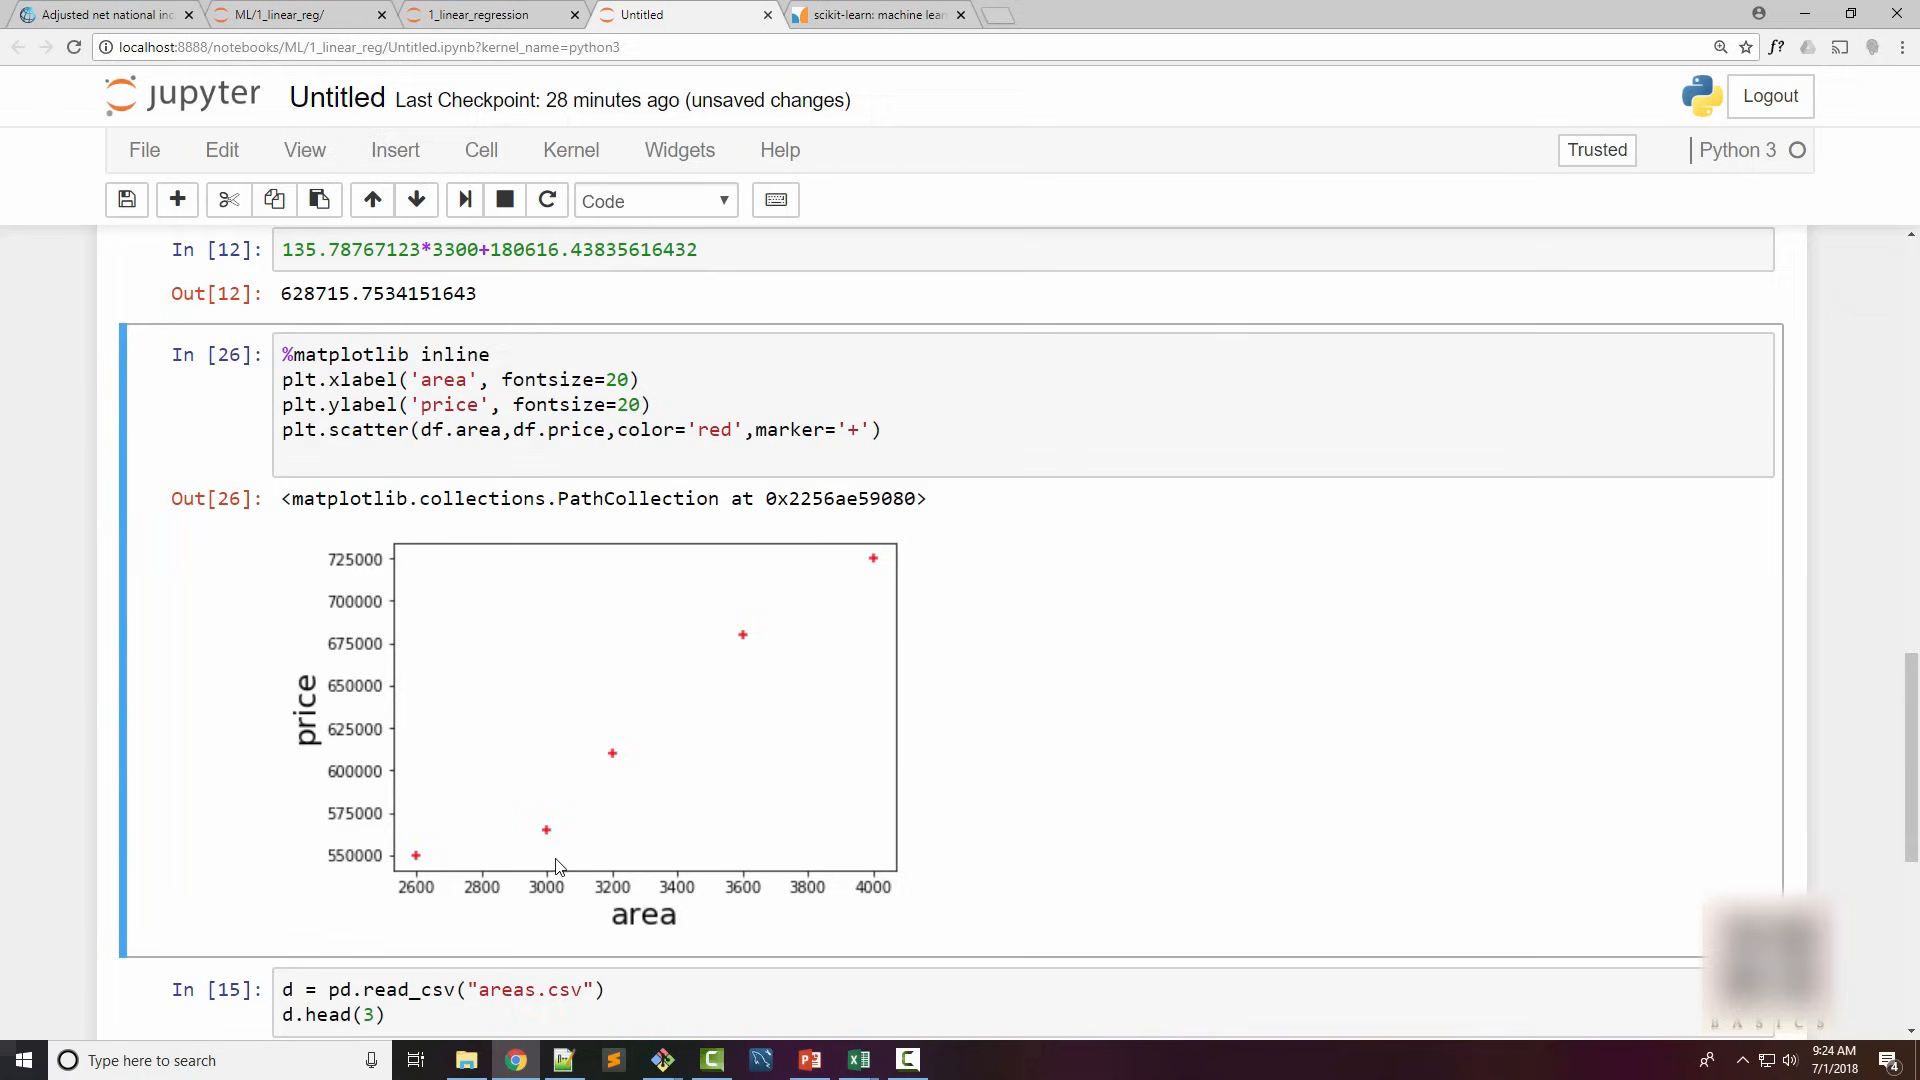 Adjusted net national inc
ML/1_linear_reg/
1_linear_regression
Untitled
scikit-learn: machine lear
localhost:8888/notebooks/ML/1_linear_reg/Untitled.ipynb?kernel_name=python3
f?
jupyter Untitled Last Checkpoint: 28 minutes ago (unsaved changes)
Logout
File Edit View Insert Cell Kernel Widgets Help
Trusted
Python 3
Code
In [12]: 135.78767123*3300+180616.43835616432
Out[12]: 628715.7534151643
In [26]: %matplotlib inline
plt.xlabel('area', fontsize=20)
plt.ylabel('price', fontsize=20)
plt.scatter(df.area,df.price,color='red',marker='+')
Out[26]: <matplotlib.collections.PathCollection at 0x2256ae59080>
725000
700000
675000
650000
625000
600000
575000
550000
price
2600 2800 3000 3200 3400 3600 3800 4000
area
In [15]: d = pd.read_csv("areas.csv")
d.head(3)
BASICS
Type here to search
9:24 AM
7/1/2018
4